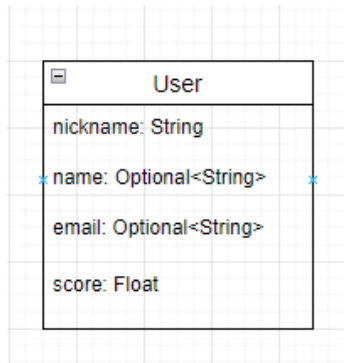 User
nickname: String
name: Optional<String>
email: Optional<String>
score: Float